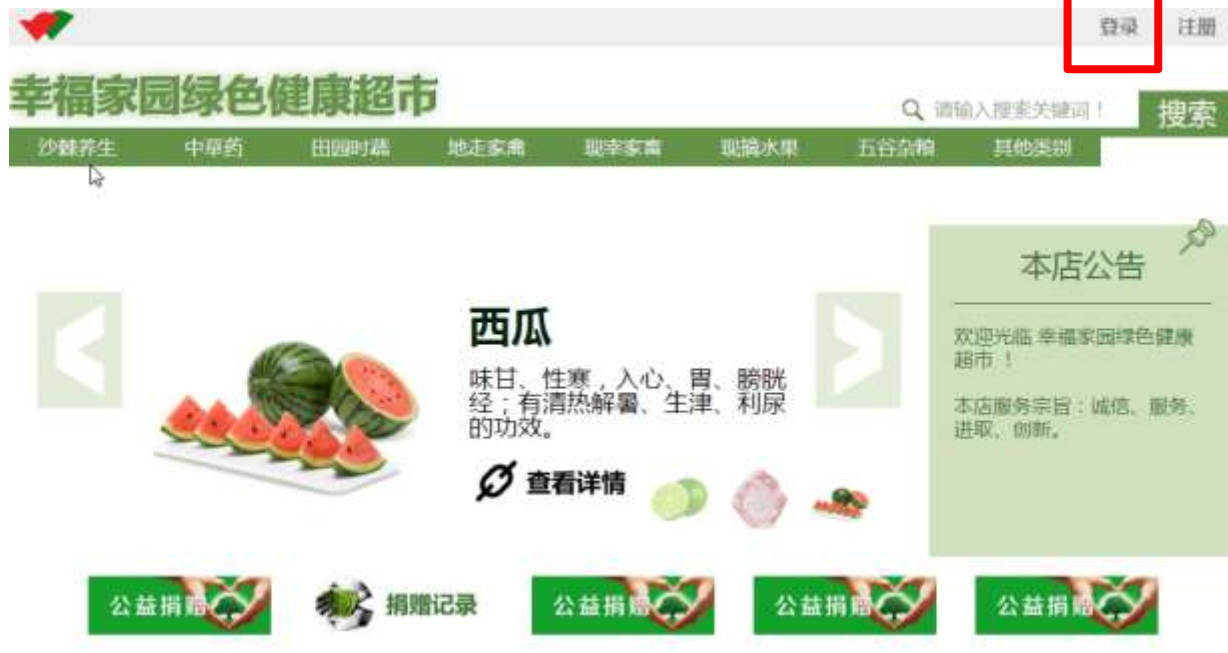 登录 注册
幸福家园绿色健康超市
请输入搜索关键词！ 搜索
沙棘养生 中草药 田园时蔬 地走家禽 现宰家畜 现摘水果 五谷杂粮 其他类别
本店公告
欢迎光临 幸福家园绿色健康
超市 ！
本店服务宗旨：诚信、服务、
进取、创新。
西瓜
味甘、性寒，入心、胃、膀胱
经；有清热解暑、生津、利尿
的功效。
查看详情
公益捐赠 捐赠记录 公益捐赠 公益捐赠 公益捐赠